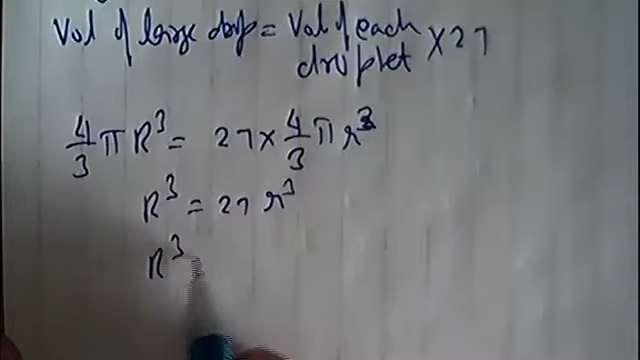 Vol of large drop = Vol of each droplet × 27
4/3 π R³ = 27 × 4/3 π r³
R³ = 27 r³
R³